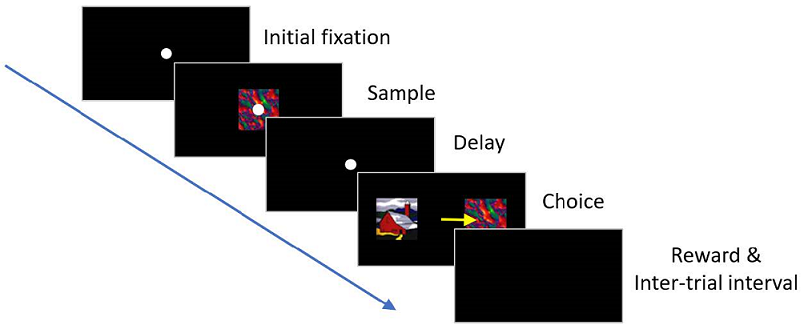 Initial fixation
Sample
Delay
Choice
Reward &
Inter-trial interval